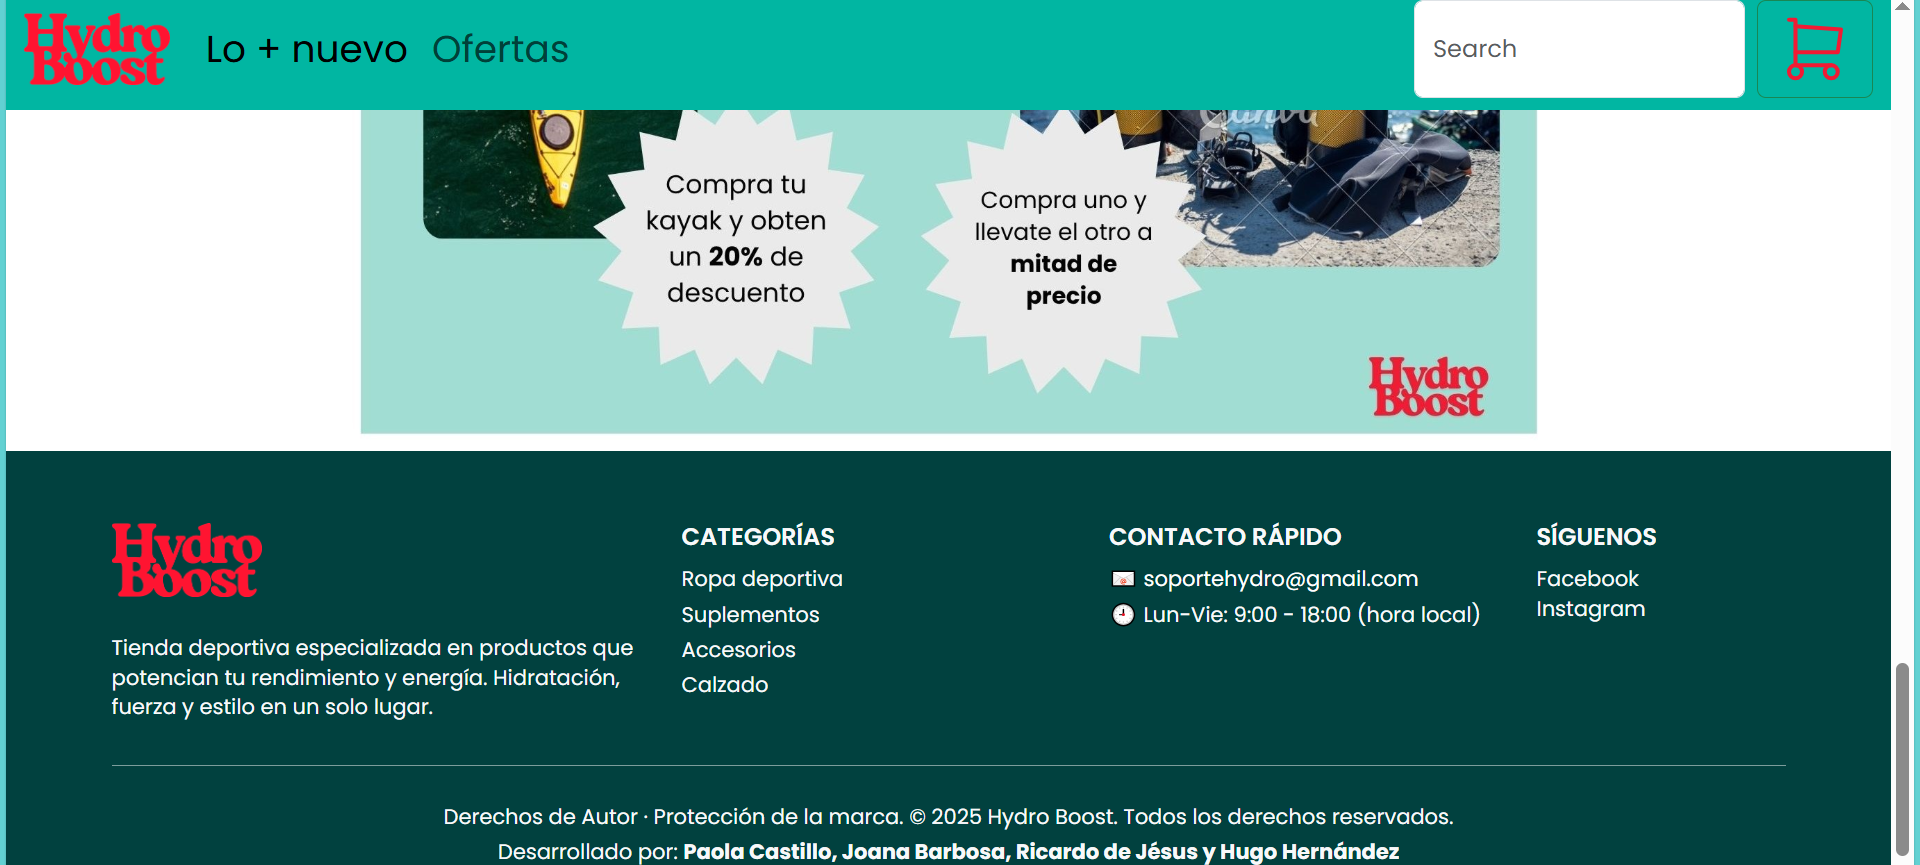 Hydro
Boost
Lo + nuevo
Ofertas
Search
Canva
Compra tu
kayak y obten
un 20% de
descuento
Compra uno y
llevate el otro a
mitad de
precio
Hydro
Boost
Hydro
Boost
Tienda deportiva especializada en productos que
potencian tu rendimiento y energía. Hidratación,
fuerza y estilo en un solo lugar.
CATEGORÍAS
Ropa deportiva
Suplementos
Accesorios
Calzado
CONTACTO RÁPIDO
soportehydro@gmail.com
Lun-Vie: 9:00 - 18:00 (hora local)
SÍGUENOS
Facebook
Instagram
Derechos de Autor · Protección de la marca. © 2025 Hydro Boost. Todos los derechos reservados.
Desarrollado por: Paola Castillo, Joana Barbosa, Ricardo de Jésus y Hugo Hernández